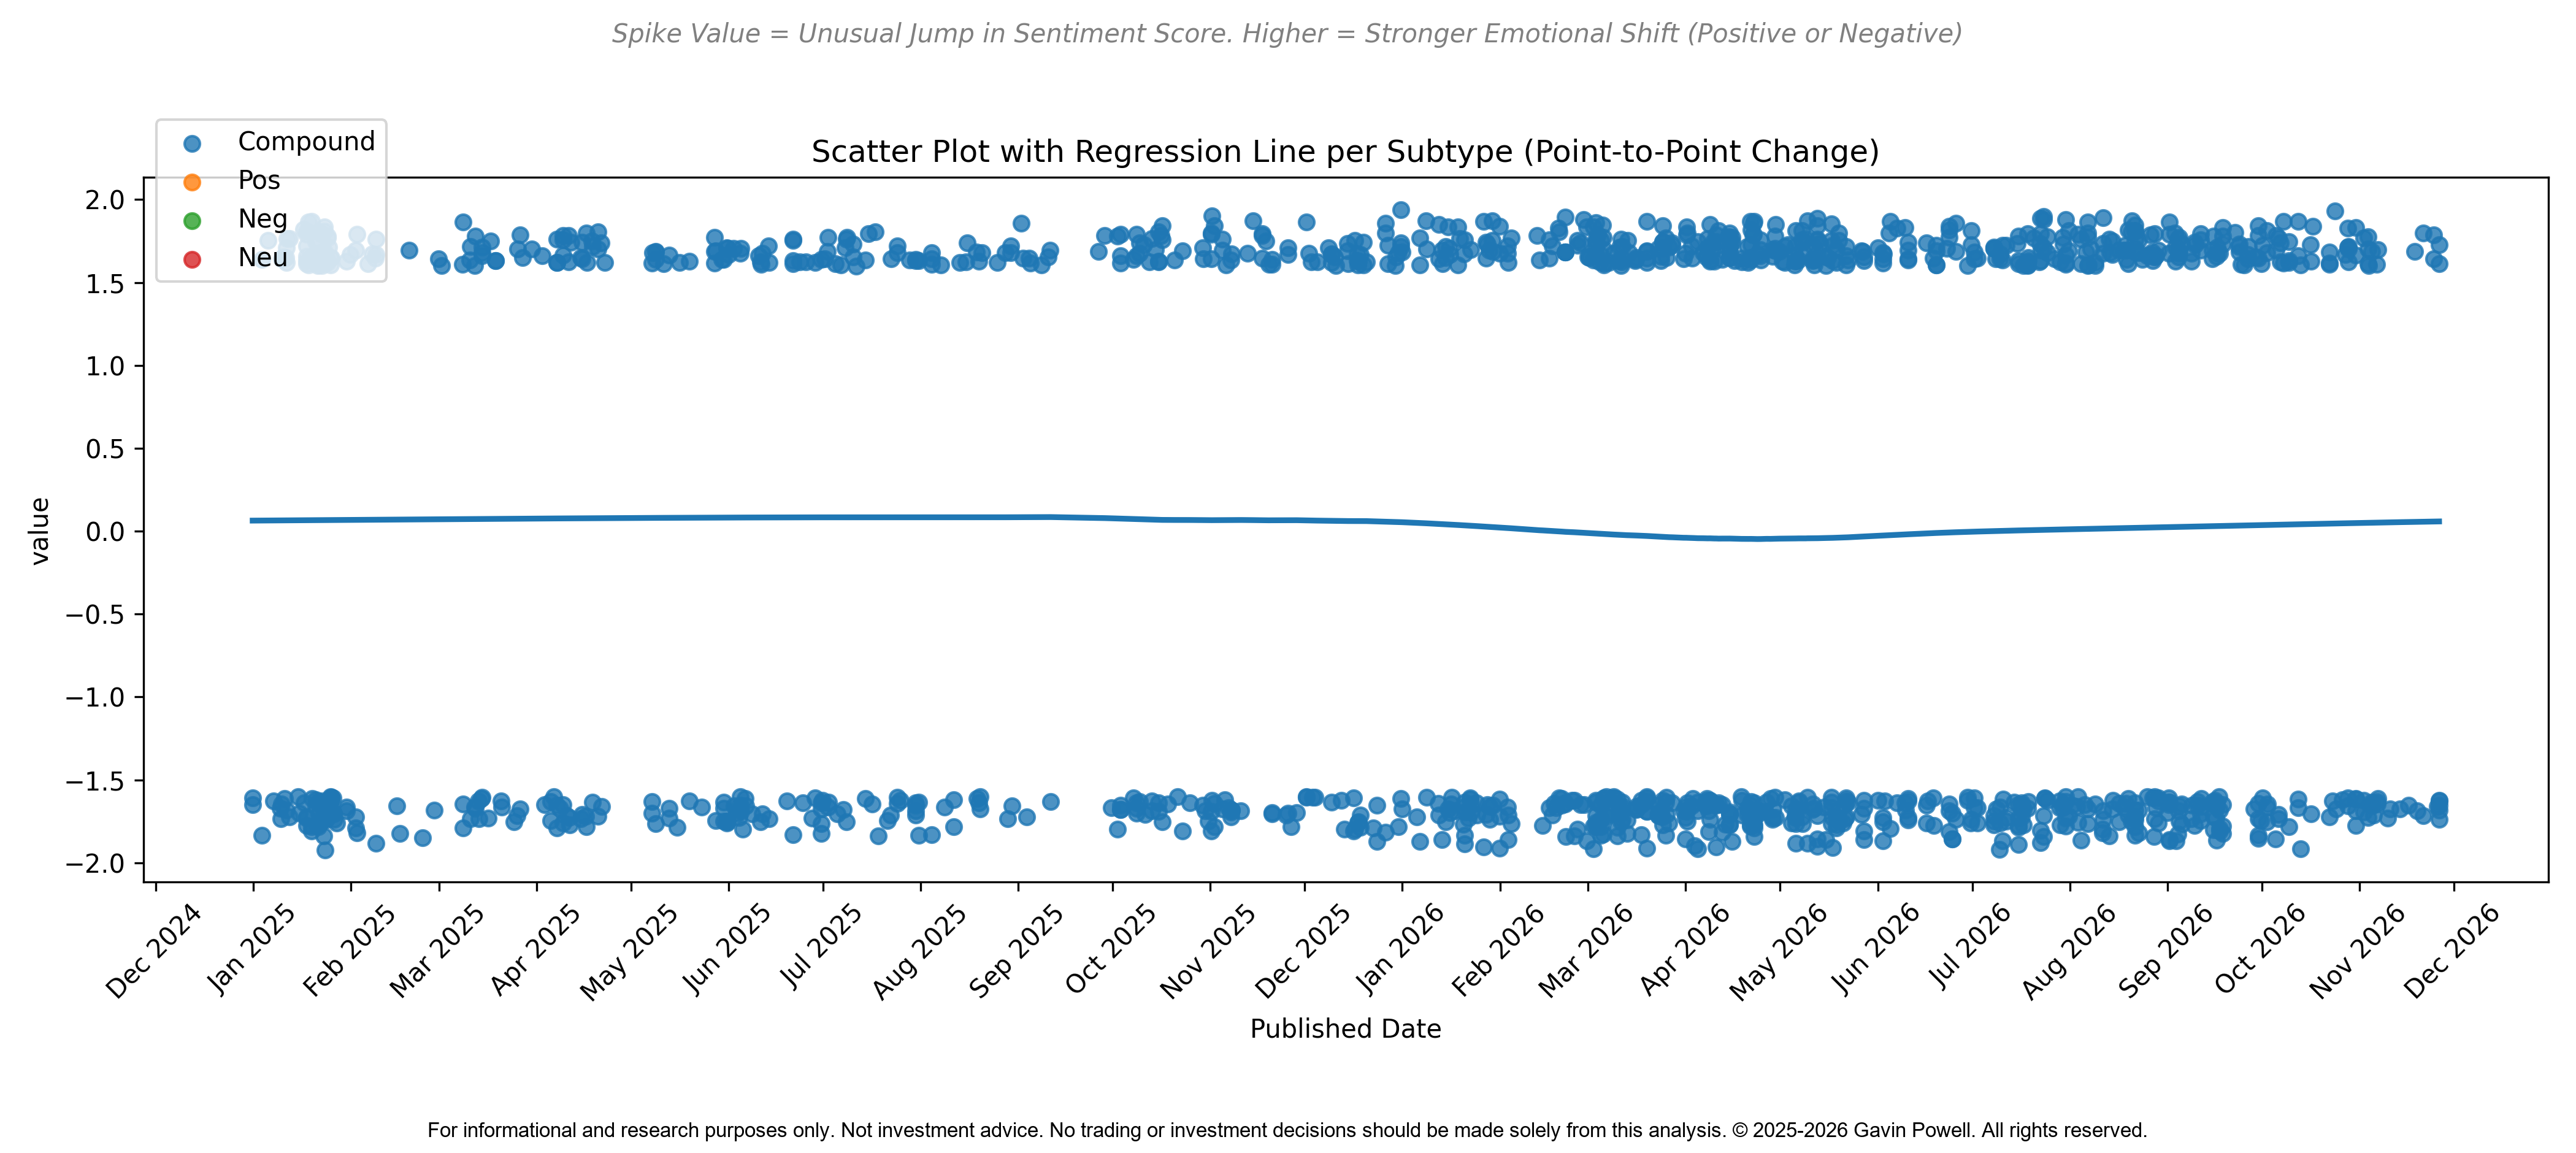 Spike Value = Unusual Jump in Sentiment Score. Higher = Stronger Emotional Shift (Positive or Negative)
Scatter Plot with Regression Line per Subtype (Point-to-Point Change)
Compound
Pos
Neg
Neu
value
2.0
1.5
1.0
0.5
0.0
−0.5
−1.0
−1.5
−2.0
Dec 2024
Jan 2025
Feb 2025
Mar 2025
Apr 2025
May 2025
Jun 2025
Jul 2025
Aug 2025
Sep 2025
Oct 2025
Nov 2025
Dec 2025
Jan 2026
Feb 2026
Mar 2026
Apr 2026
May 2026
Jun 2026
Jul 2026
Aug 2026
Sep 2026
Oct 2026
Nov 2026
Dec 2026
Published Date
For informational and research purposes only. Not investment advice. No trading or investment decisions should be made solely from this analysis. © 2025-2026 Gavin Powell. All rights reserved.